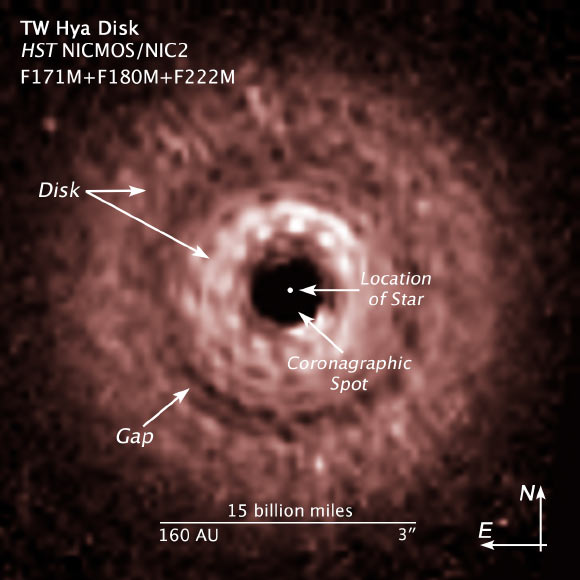 TW Hya Disk
HST NICMOS/NIC2
F171M+F180M+F222M
Disk
Location
of Star
Coronagraphic
Spot
Gap
15 billion miles
160 AU 3″
N
E